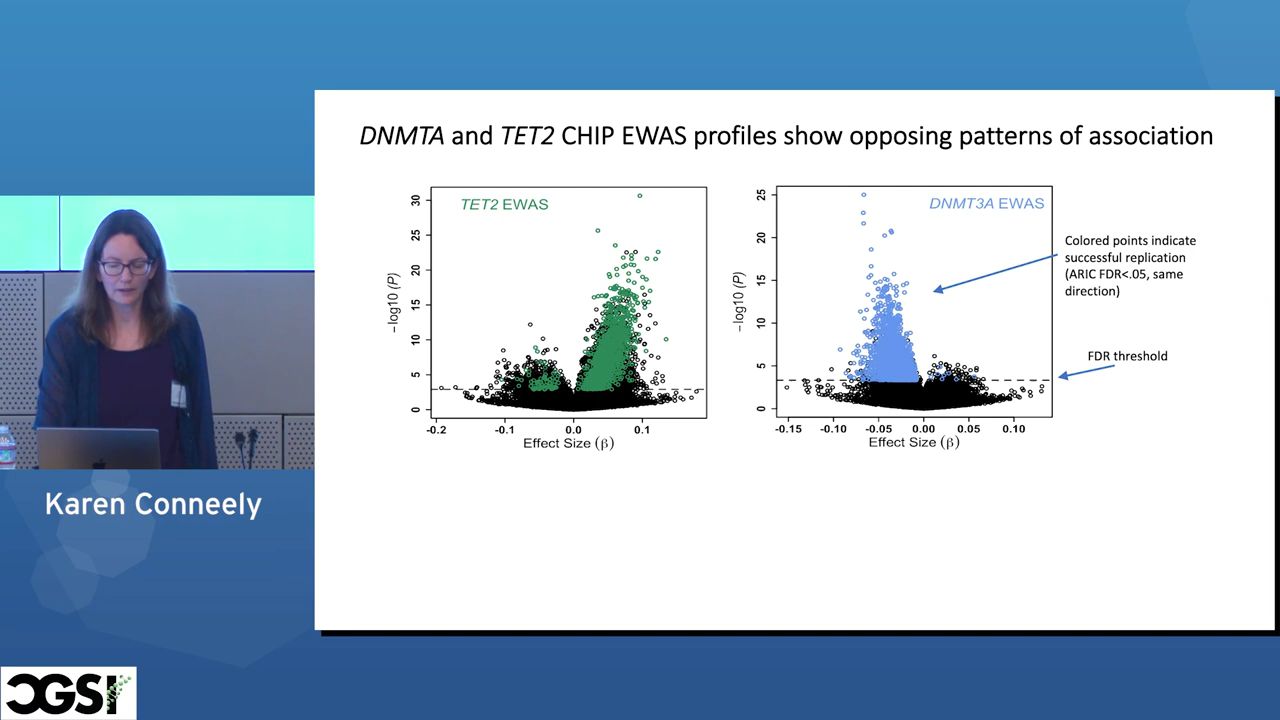 DNMTA and TET2 CHIP EWAS profiles show opposing patterns of association
TET2 EWAS
30
25
20
15
10
5
0
−log10 (P)
-0.2
-0.1
0.0
0.1
Effect Size (β)
DNMT3A EWAS
25
20
15
10
5
0
−log10 (P)
-0.15
-0.10
-0.05
0.00
0.05
0.10
Effect Size (β)
Colored points indicate
successful replication
(ARIC FDR<.05, same
direction)
FDR threshold
Karen Conneely
CGSI